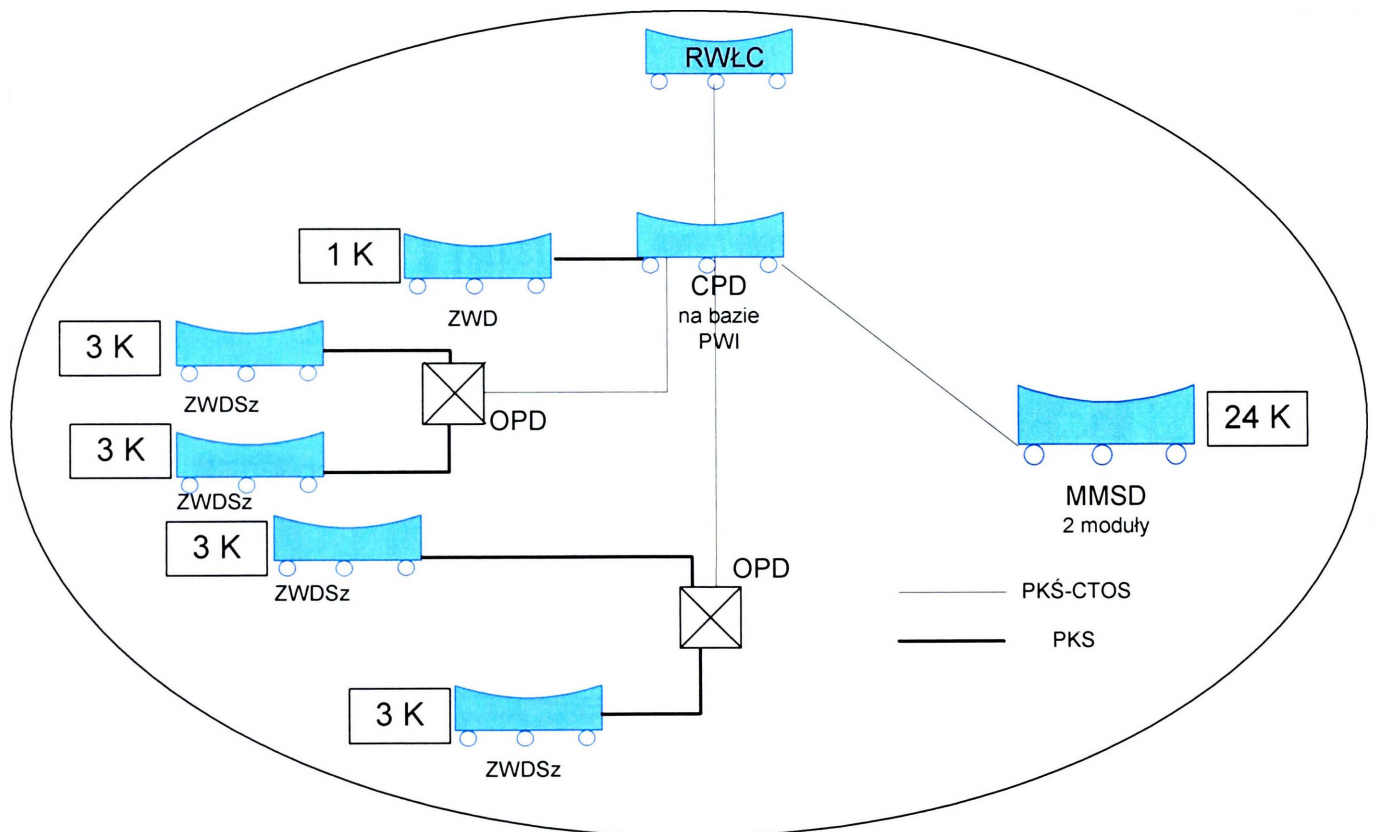 RWŁC
1 K
ZWD
CPD
na bazie
PWI
3 K
ZWDSz
OPD
3 K
ZWDSz
24 K
MMSD
2 moduły
3 K
ZWDSz
OPD
PKŚ-CTOS
PKS
3 K
ZWDSz